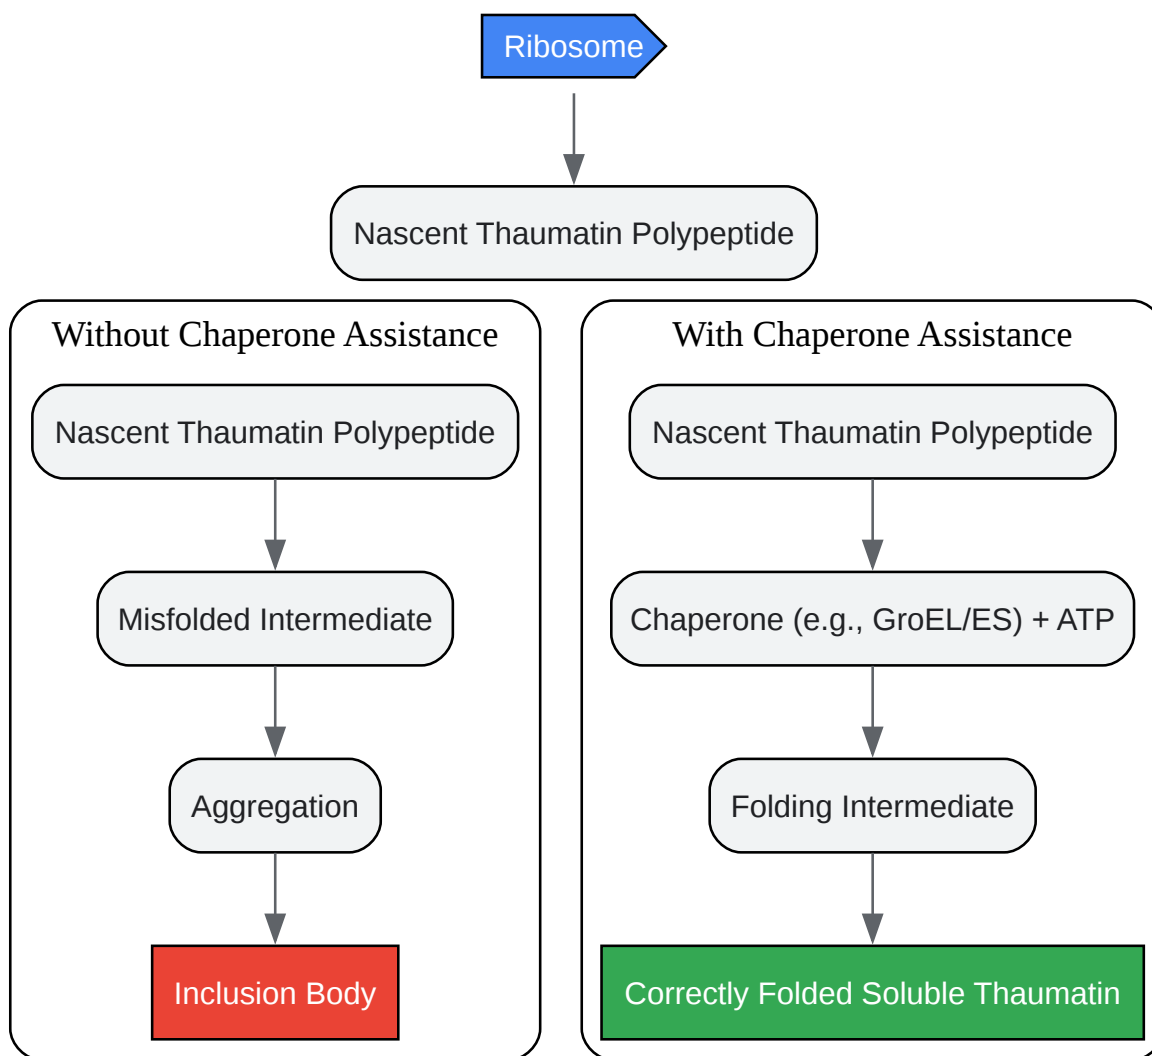 Ribosome
Nascent Thaumatin Polypeptide
Without Chaperone Assistance
Nascent Thaumatin Polypeptide
Misfolded Intermediate
Aggregation
Inclusion Body
With Chaperone Assistance
Nascent Thaumatin Polypeptide
Chaperone (e.g., GroEL/ES) + ATP
Folding Intermediate
Correctly Folded Soluble Thaumatin